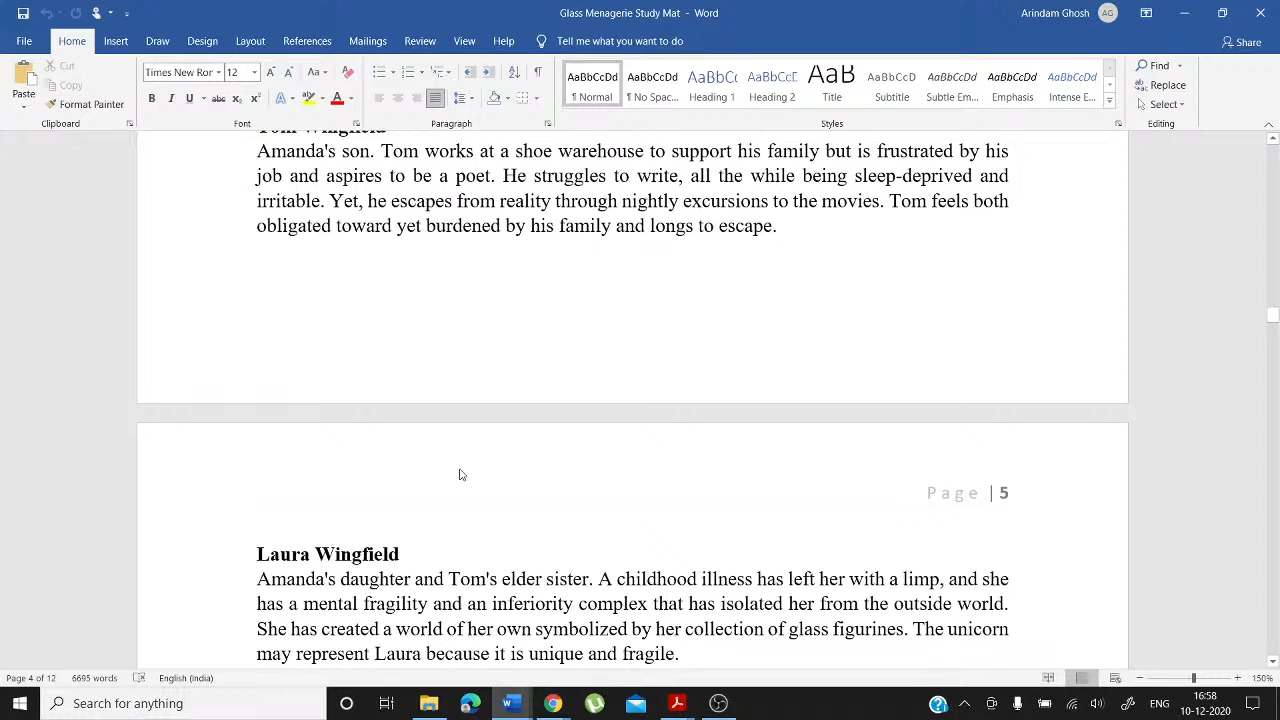 Glass Menagerie Study Mat - Word
Arindam Ghosh AG
File Home Insert Draw Design Layout References Mailings Review View Help Tell me what you want to do Share
Paste
Cut
Copy
Format Painter
Times New Ror 12
Aa
B I U abc x₂ x² A
AaBbCcDd AaBbCcDd AaBbCc AaBbCcD AaB AaBbCcD AaBbCcDd AaBbCcDd AaBbCcDd
¶ Normal ¶ No Spac... Heading 1 Heading 2 Title Subtitle Subtle Em... Emphasis Intense E...
Find
Replace
Select
Clipboard Font Paragraph Styles Editing
Tom Wingfield
Amanda's son. Tom works at a shoe warehouse to support his family but is frustrated by his
job and aspires to be a poet. He struggles to write, all the while being sleep-deprived and
irritable. Yet, he escapes from reality through nightly excursions to the movies. Tom feels both
obligated toward yet burdened by his family and longs to escape.
Page | 5
Laura Wingfield
Amanda's daughter and Tom's elder sister. A childhood illness has left her with a limp, and she
has a mental fragility and an inferiority complex that has isolated her from the outside world.
She has created a world of her own symbolized by her collection of glass figurines. The unicorn
may represent Laura because it is unique and fragile.
Page 4 of 12 6695 words English (India) 150%
Search for anything
ENG
16:58
10-12-2020